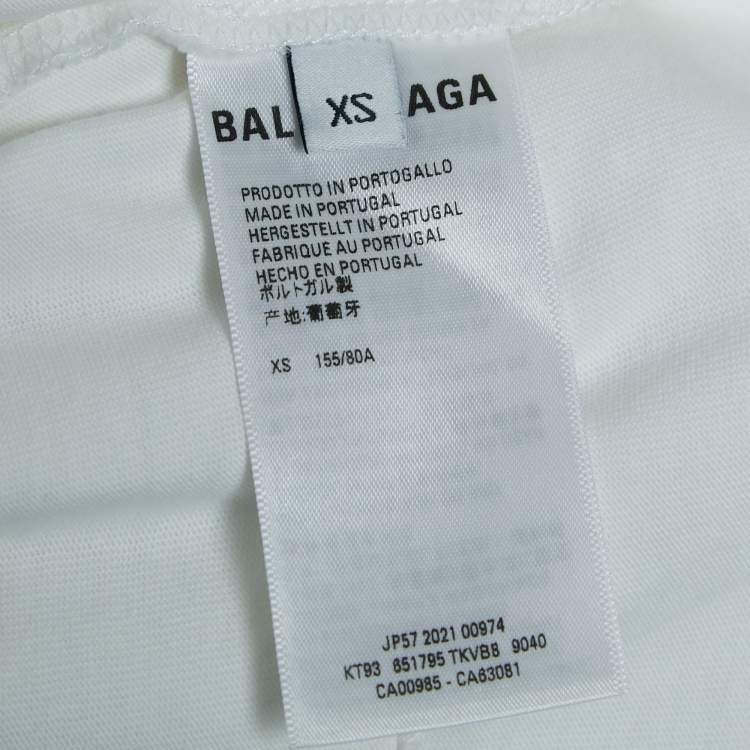 BAL AGA
XS
PRODOTTO IN PORTOGALLO
MADE IN PORTUGAL
HERGESTELLT IN PORTUGAL
FABRIQUE AU PORTUGAL
HECHO EN PORTUGAL
ポルトガル製
产地:葡萄牙
XS 155/80A
JP57 2021 00974
KT93 651795 TKVB8 9040
CA00985 - CA63081